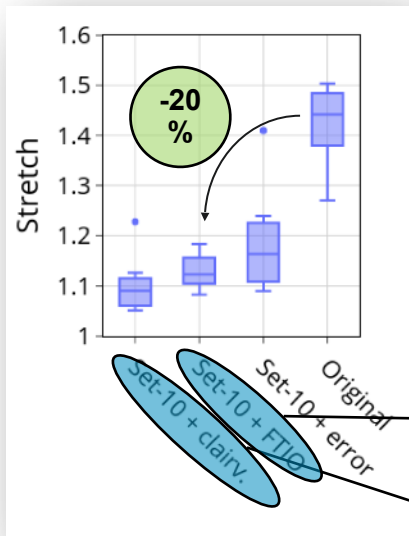 1.6
1.5
1.4
1.3
1.2
1.1
1
Stretch
-20
%
Set-10 + clairv.
Set-10 + FTIO
Set-10 + error
Original